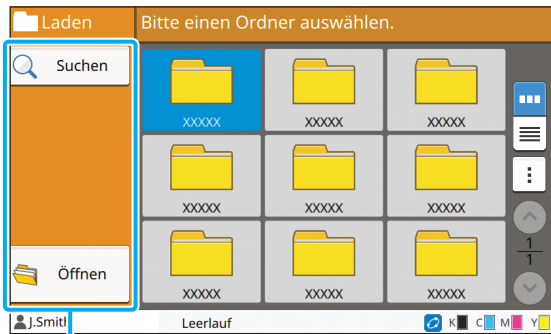 Laden
Bitte einen Ordner auswählen.
Suchen
XXXXX XXXXX XXXXX
XXXXX XXXXX XXXXX
1
1
Öffnen
XXXXX XXXXX XXXXX
J.Smith
Leerlauf
K C M Y